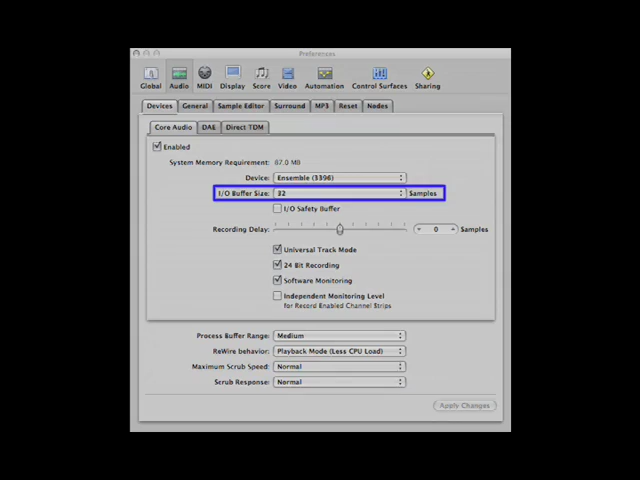 Preferences
Global Audio MIDI Display Score Video Automation Control Surfaces Sharing
Devices General Sample Editor Surround MP3 Reset Nodes
Core Audio DAE Direct TDM
Enabled
System Memory Requirement: 87.0 MB
Device: Ensemble (3396)
I/O Buffer Size: 32 Samples
I/O Safety Buffer
Recording Delay: 0 Samples
Universal Track Mode
24 Bit Recording
Software Monitoring
Independent Monitoring Level
for Record Enabled Channel Strips
Process Buffer Range: Medium
ReWire behavior: Playback Mode (Less CPU Load)
Maximum Scrub Speed: Normal
Scrub Response: Normal
Apply Changes